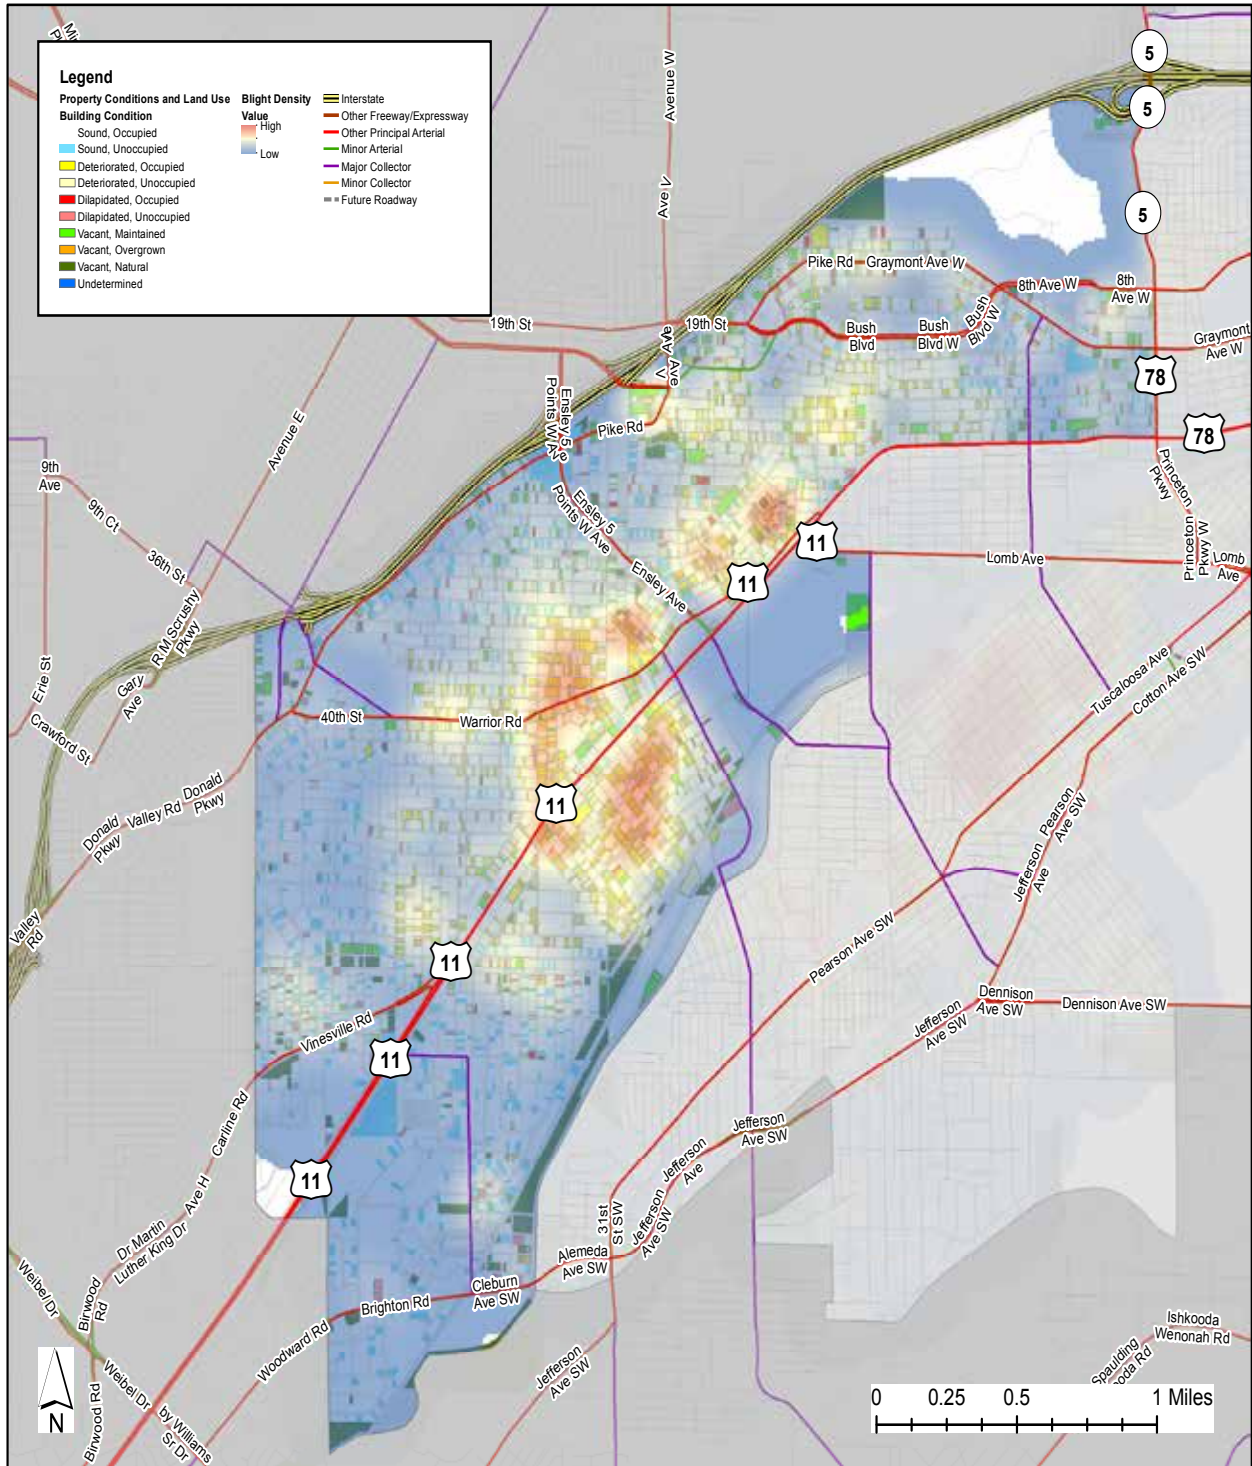 Legend
Property Conditions and Land Use
Building Condition
Sound, Occupied
Sound, Unoccupied
Deteriorated, Occupied
Deteriorated, Unoccupied
Dilapidated, Occupied
Dilapidated, Unoccupied
Vacant, Maintained
Vacant, Overgrown
Vacant, Natural
Undetermined
Blight Density
Value
High
Low
Interstate
Other Freeway/Expressway
Other Principal Arterial
Minor Arterial
Major Collector
Minor Collector
Future Roadway
Avenue W
Ave V
5
5
5
Pike Rd
Graymont Ave W
8th Ave W
8th
Ave W
19th St
19th St
Bush
Blvd
Bush
Blvd W
Bush
Blvd W
Graymont
Ave W
Ave
V
Ave
78
78
Ensley 5
Points W Ave
Pike Rd
Avenue E
9th
Ave
9th Ct
36th St
Ensley 5
Points W Ave
Ensley Ave
11
11
Lomb Ave
Princeton
Pkwy
Princeton
Pkwy W
Lomb
Ave
R M Scrushy
Pkwy
Gary
Ave
Erie St
Crawford St
40th St
Warrior Rd
Tuscaloosa Ave
Cotton Ave SW
Donald
Pkwy
Valley Rd
Donald
Pkwy
11
Valley
Rd
Pearson
Ave SW
Jefferson
Ave
Pearson Ave SW
11
Vinesville Rd
11
Dennison
Ave SW
Dennison Ave SW
Jefferson
Ave SW
Carline Rd
Jefferson
Ave SW
Jefferson
Ave
11
Ave H
Dr Martin
Luther King Dr
31st
St SW
Jefferson
Ave SW
Alemeda
Ave SW
Weibel Dr
Birwood
Rd
Cleburn
Ave SW
Brighton Rd
Woodward Rd
Jefferson
Ave SW
Ishkooda
Wenonah Rd
Spaulding
ooda Rd
Weibel Dr
Birwood Rd
by Williams
Sr Dr
N
0 0.25 0.5 1 Miles